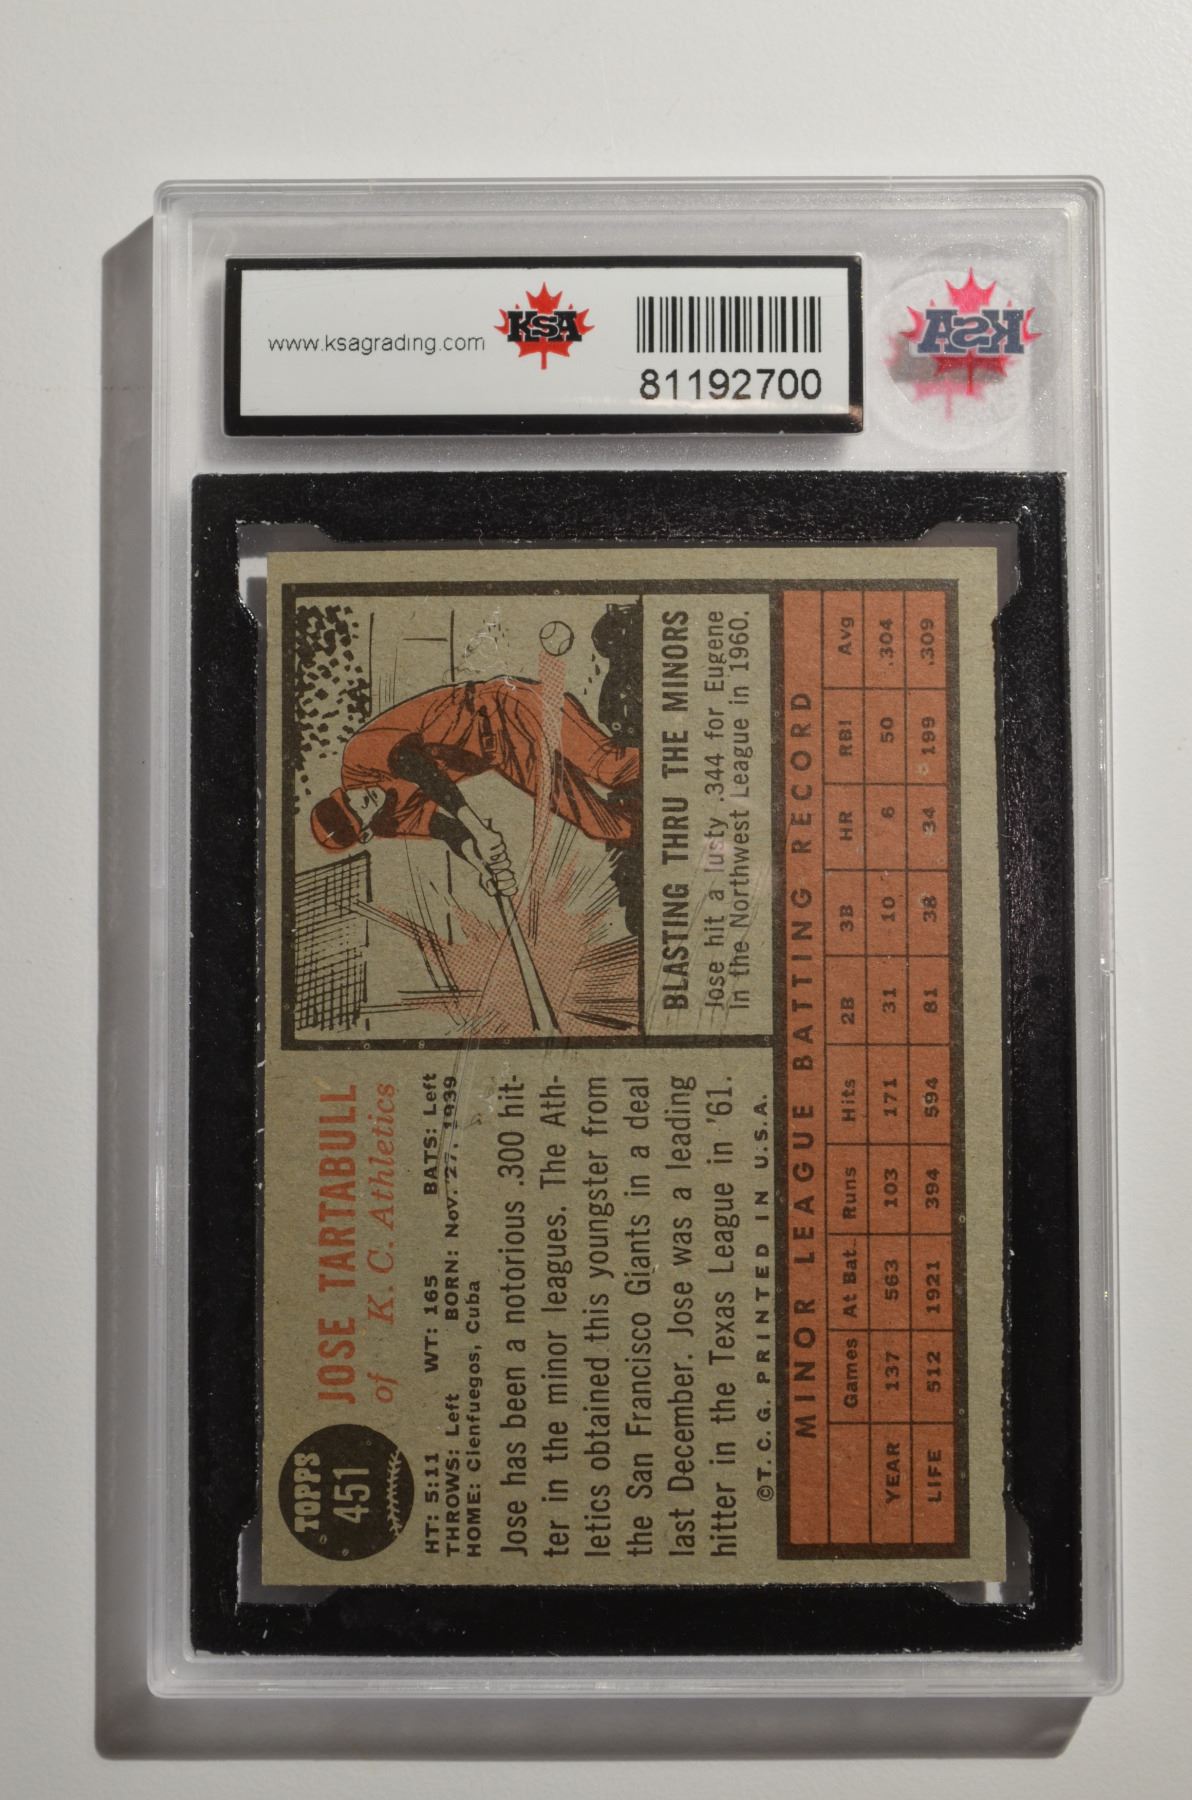 www.ksagrading.com
KSA
81192700
KSA
TOPPS
451
JOSE TARTABULL
of K. C. Athletics
HT: 5:11 WT: 165 BATS: Left
THROWS: Left BORN: Nov. 27, 1939
HOME: Cienfuegos, Cuba
Jose has been a notorious .300 hit-
ter in the minor leagues. The Ath-
letics obtained this youngster from
the San Francisco Giants in a deal
last December. Jose was a leading
hitter in the Texas League in '61.
©T. C. G. PRINTED IN U.S.A.
BLASTING THRU THE MINORS
Jose hit a lusty .344 for Eugene
in the Northwest League in 1960.
MINOR LEAGUE BATTING RECORD
Games At Bat. Runs Hits 2B 3B HR RBI Avg
YEAR 137 563 103 171 31 10 6 50 .304
LIFE 512 1921 394 594 81 38 34 199 .309